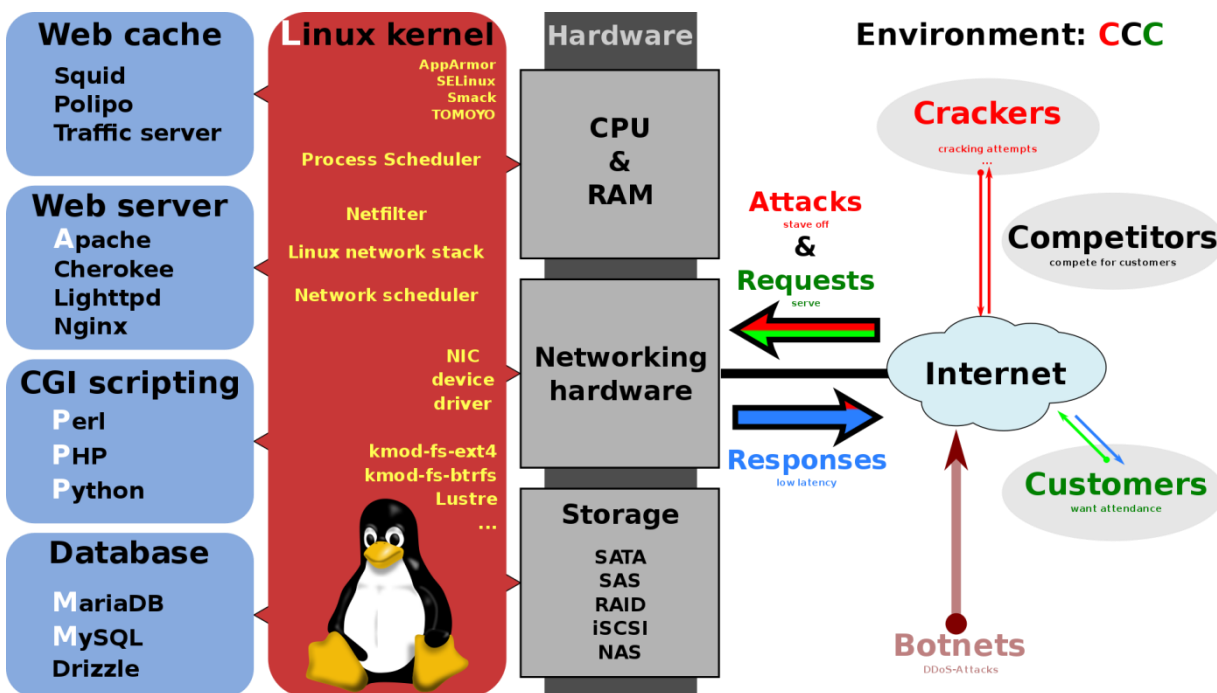 Web cache
Squid
Polipo
Traffic server
Web server
Apache
Cherokee
Lighttpd
Nginx
CGI scripting
Perl
PHP
Python
Database
MariaDB
MySQL
Drizzle
Linux kernel
AppArmor
SELinux
Smack
TOMOYO
Process Scheduler
Netfilter
Linux network stack
Network scheduler
NIC
device
driver
kmod-fs-ext4
kmod-fs-btrfs
Lustre
...
Hardware
CPU
&
RAM
Networking
hardware
Storage
SATA
SAS
RAID
iSCSI
NAS
Environment: CCC
Crackers
cracking attempts
...
Attacks
stave off
&
Requests
serve
Competitors
compete for customers
Internet
Responses
low latency
Customers
want attendance
Botnets
DDoS-Attacks